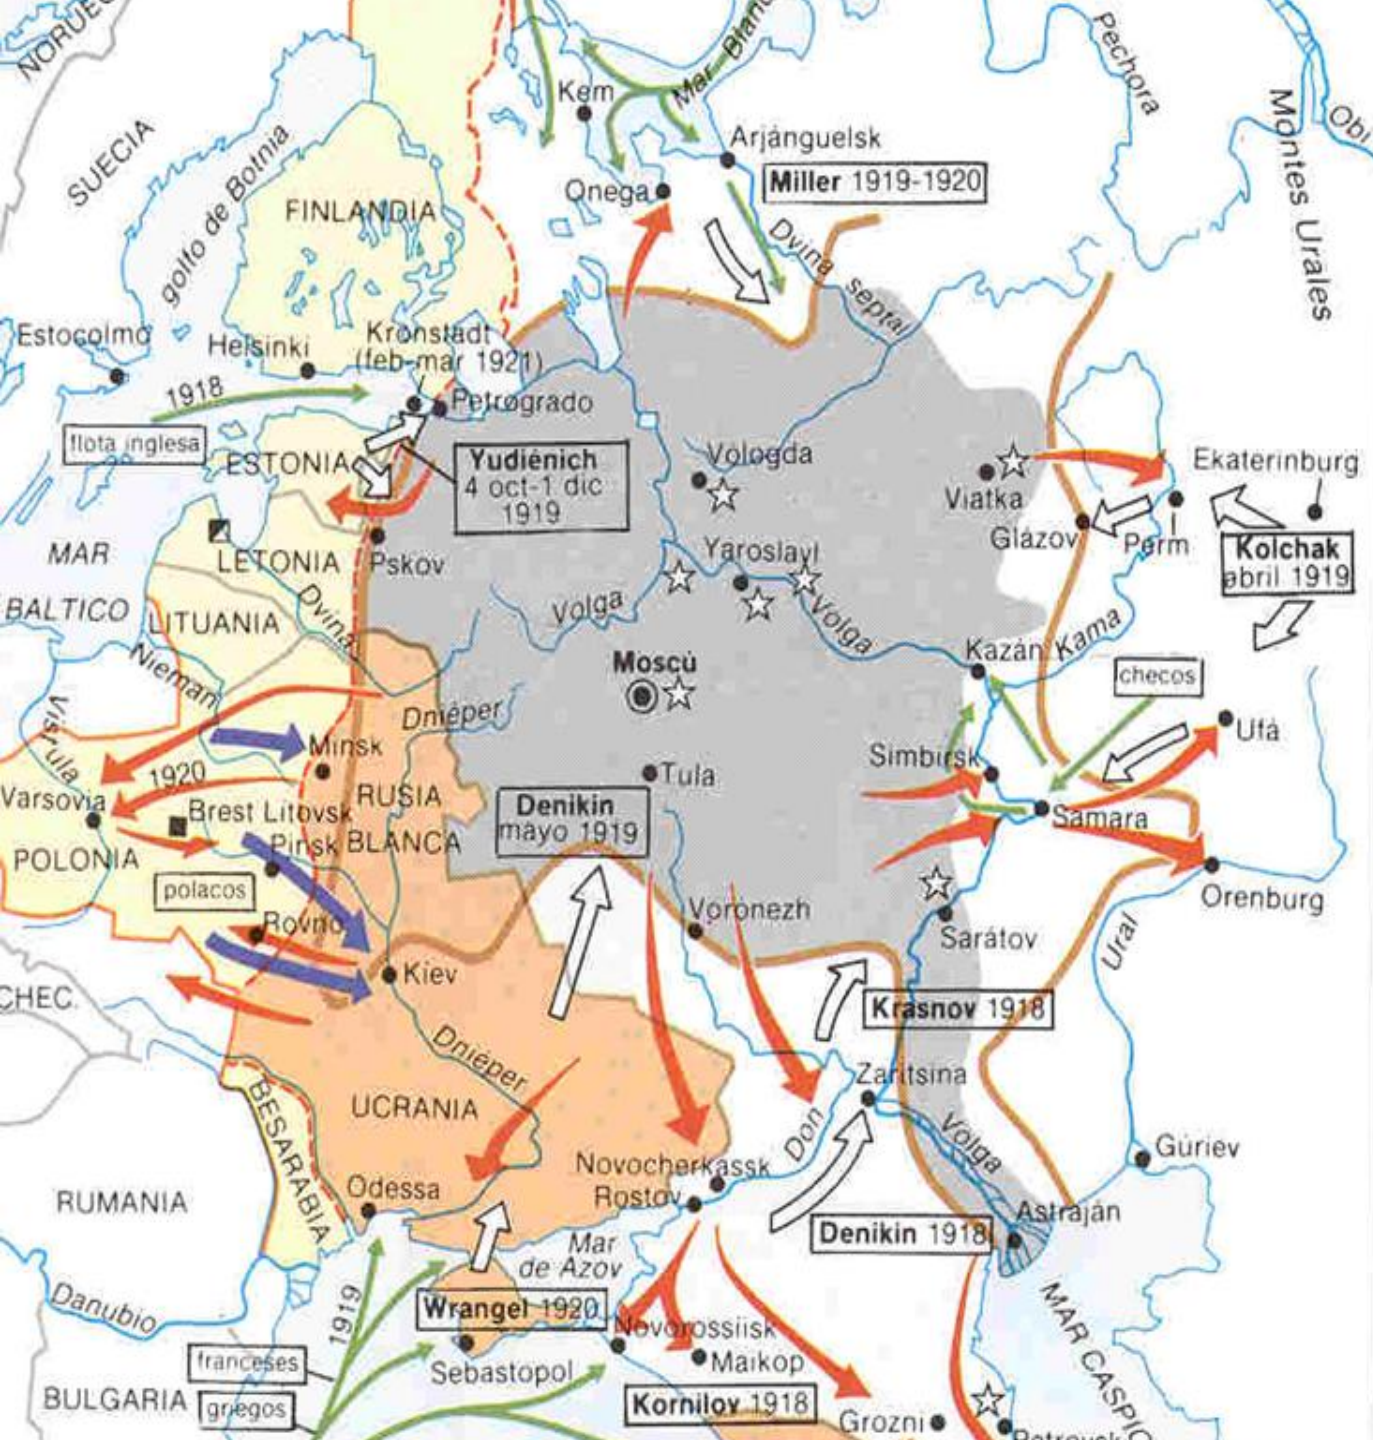 NORUEG
SUECIA
golfo de Botnia
FINLANDIA
Kem
Mar Blanc
Arjánguelsk
Miller 1919-1920
Onega
Dvina septal
Pechora
Montes Urales
Obi
Estocolmo
Helsinki
Kronstadt
(feb-mar 1921)
Petrogrado
1918
flota inglesa
ESTONIA
Yudiénich
4 oct-1 dic
1919
Vologda
Viatka
Ekaterinburg
Glázov
Perm
Kolchak
abril 1919
MAR
BALTICO
LETONIA
Pskov
Yaroslavl
LITUANIA
Dvina
Volga
Volga
Nieman
Moscú
Kazán
Kama
checos
Vístula
Dniéper
Minsk
Ufá
1920
Simbirsk
Tula
Varsovia
Brest Litovsk
RUSIA
BLANCA
Denikin
mayo 1919
Samara
POLONIA
Pinsk
polacos
Orenburg
Rovno
Vorónezh
Sarátov
Ural
Kiev
CHEC.
Krasnov 1918
Dniéper
Zaritsina
BESARABIA
UCRANIA
Don
Volga
Gúriev
Novocherkassk
Rostov
RUMANIA
Odessa
Astraján
Denikin 1918
Mar
de Azov
Danubio
1919
Wrangel 1920
MAR CASPIO
Novorossiisk
franceses
Sebastopol
Maikop
BULGARIA
griegos
Kornilov 1918
Grozni
Petrovsk